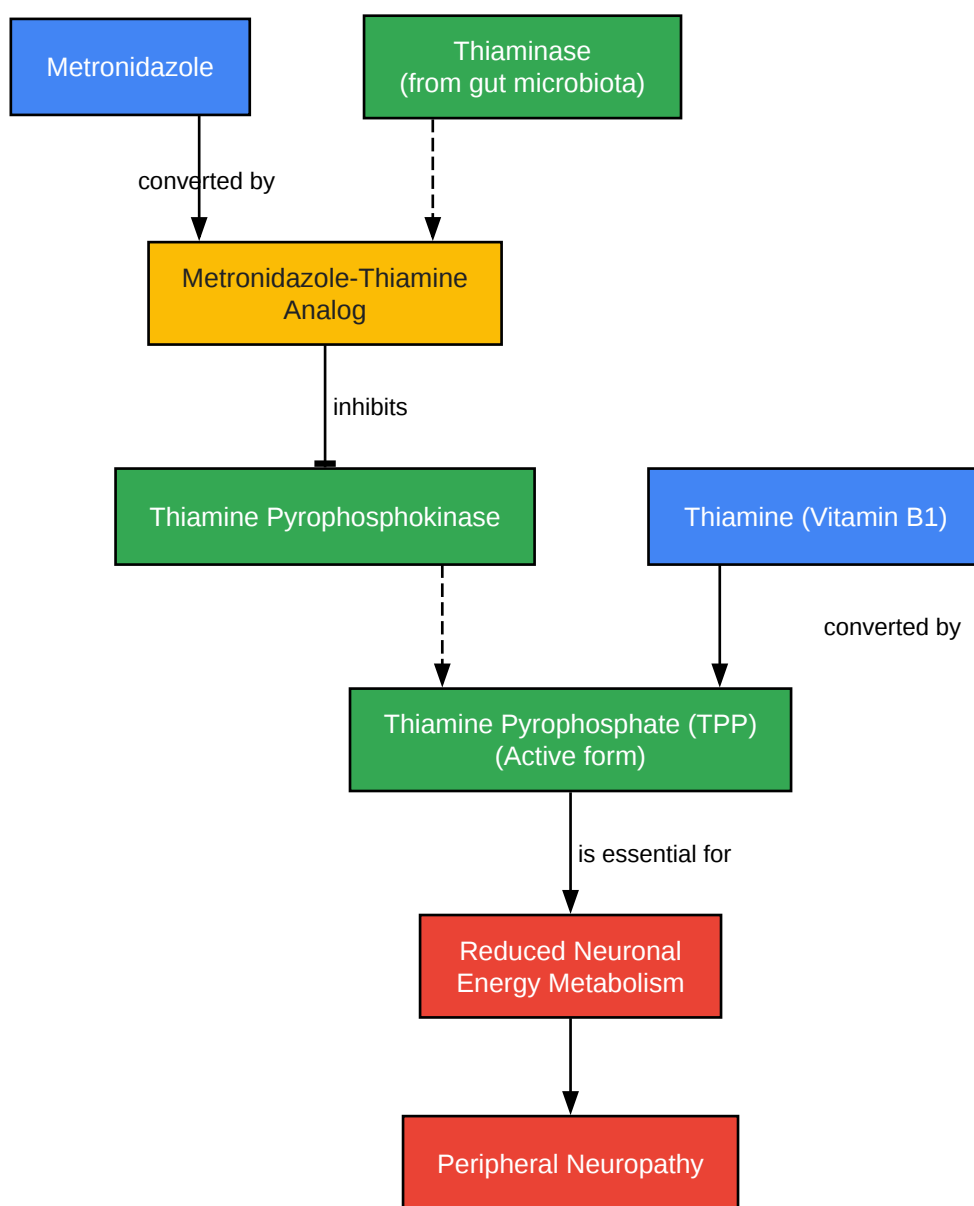 Metronidazole
Thiaminase
(from gut microbiota)
converted by
Metronidazole-Thiamine
Analog
inhibits
Thiamine Pyrophosphokinase
Thiamine (Vitamin B1)
converted by
Thiamine Pyrophosphate (TPP)
(Active form)
is essential for
Reduced Neuronal
Energy Metabolism
Peripheral Neuropathy